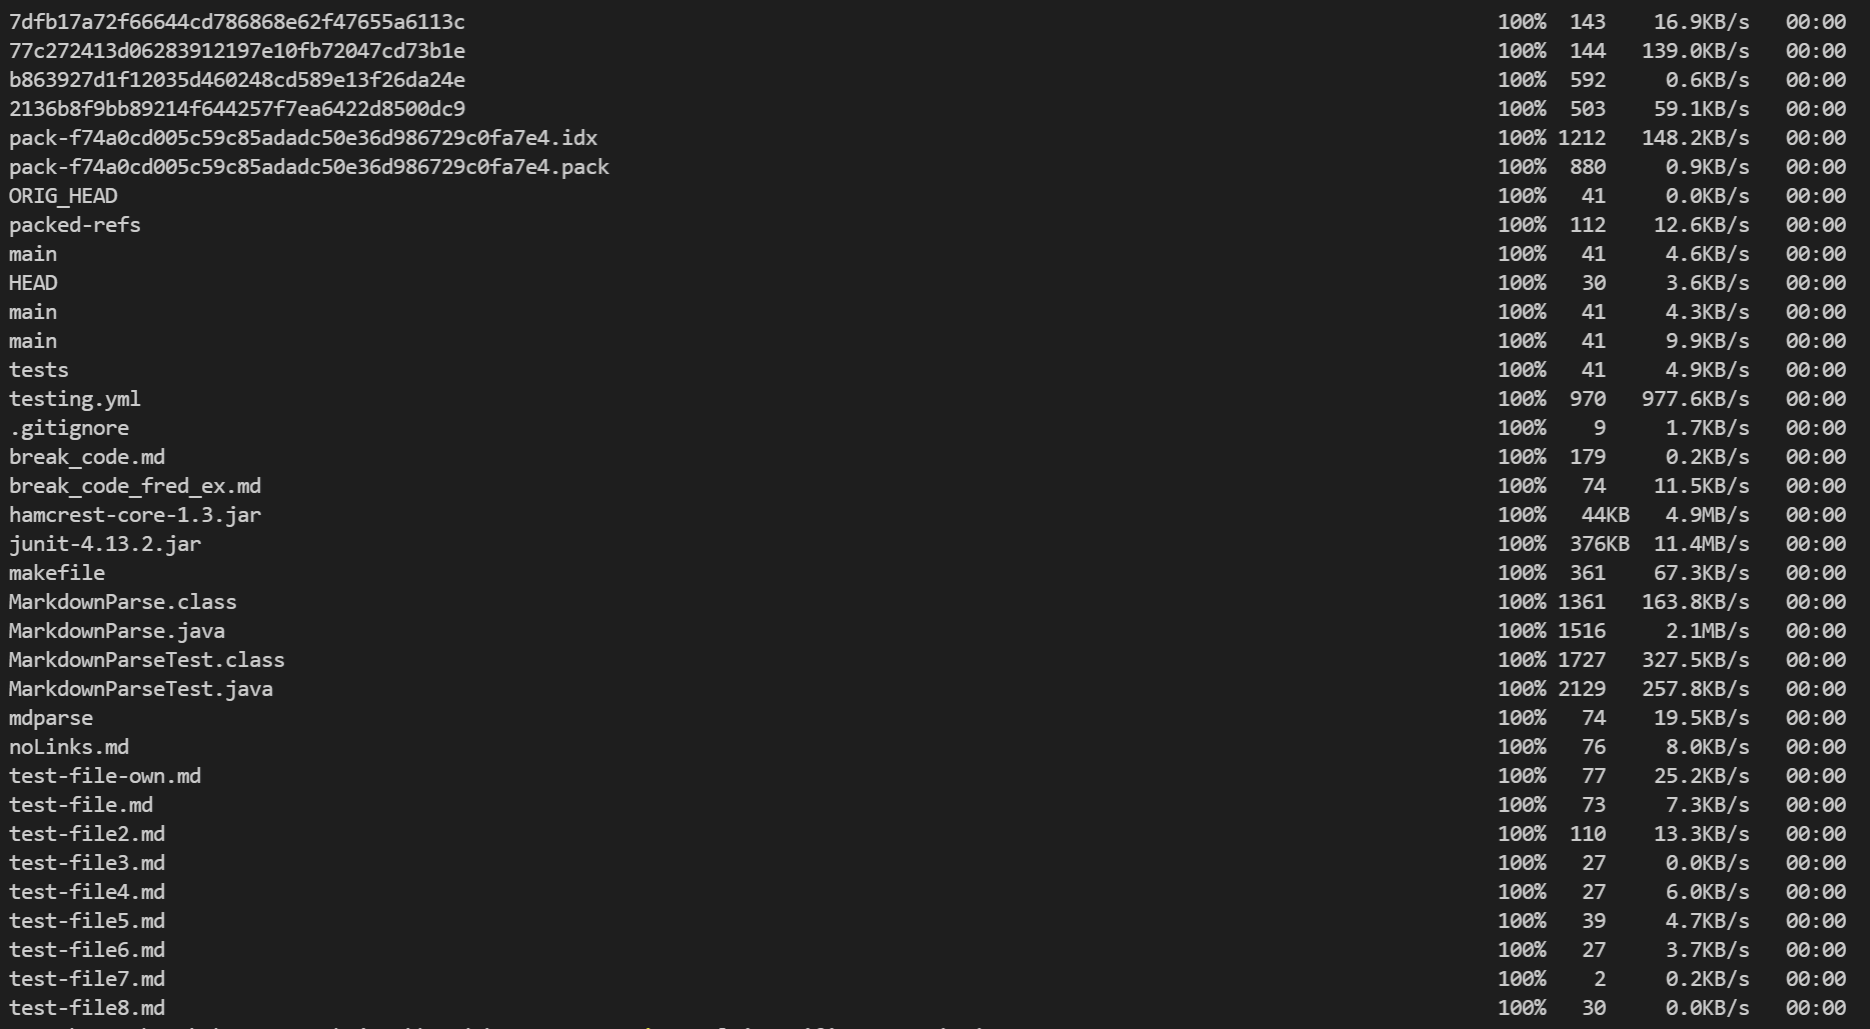 7dfb17a72f66644cd786868e62f47655a6113c 100% 143 16.9KB/s 00:00
77c272413d06283912197e10fb72047cd73b1e 100% 144 139.0KB/s 00:00
b863927d1f12035d460248cd589e13f26da24e 100% 592 0.6KB/s 00:00
2136b8f9bb89214f644257f7ea6422d8500dc9 100% 503 59.1KB/s 00:00
pack-f74a0cd005c59c85adadc50e36d986729c0fa7e4.idx 100% 1212 148.2KB/s 00:00
pack-f74a0cd005c59c85adadc50e36d986729c0fa7e4.pack 100% 880 0.9KB/s 00:00
ORIG_HEAD 100% 41 0.0KB/s 00:00
packed-refs 100% 112 12.6KB/s 00:00
main 100% 41 4.6KB/s 00:00
HEAD 100% 30 3.6KB/s 00:00
main 100% 41 4.3KB/s 00:00
main 100% 41 9.9KB/s 00:00
tests 100% 41 4.9KB/s 00:00
testing.yml 100% 970 977.6KB/s 00:00
.gitignore 100% 9 1.7KB/s 00:00
break_code.md 100% 179 0.2KB/s 00:00
break_code_fred_ex.md 100% 74 11.5KB/s 00:00
hamcrest-core-1.3.jar 100% 44KB 4.9MB/s 00:00
junit-4.13.2.jar 100% 376KB 11.4MB/s 00:00
makefile 100% 361 67.3KB/s 00:00
MarkdownParse.class 100% 1361 163.8KB/s 00:00
MarkdownParse.java 100% 1516 2.1MB/s 00:00
MarkdownParseTest.class 100% 1727 327.5KB/s 00:00
MarkdownParseTest.java 100% 2129 257.8KB/s 00:00
mdparse 100% 74 19.5KB/s 00:00
noLinks.md 100% 76 8.0KB/s 00:00
test-file-own.md 100% 77 25.2KB/s 00:00
test-file.md 100% 73 7.3KB/s 00:00
test-file2.md 100% 110 13.3KB/s 00:00
test-file3.md 100% 27 0.0KB/s 00:00
test-file4.md 100% 27 6.0KB/s 00:00
test-file5.md 100% 39 4.7KB/s 00:00
test-file6.md 100% 27 3.7KB/s 00:00
test-file7.md 100% 2 0.2KB/s 00:00
test-file8.md 100% 30 0.0KB/s 00:00